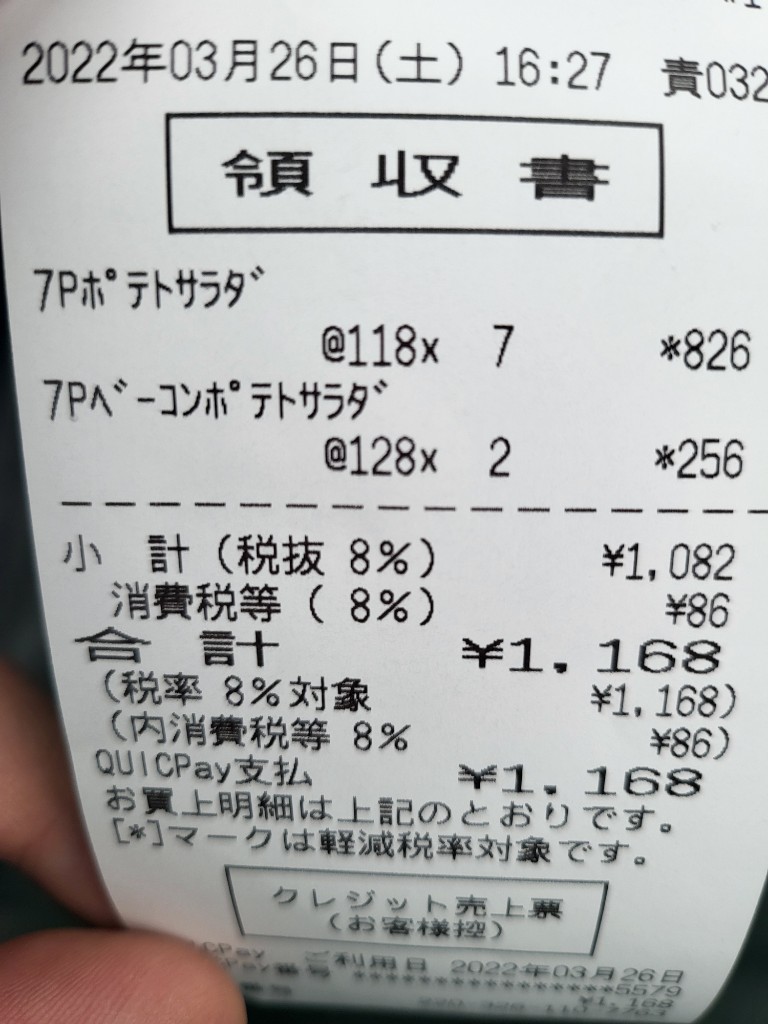 2022年03月26日(土) 16:27 責032
領収書
7Pポテトサラダ
@118x 7 *826
7Pベーコンポテトサラダ
@128x 2 *256
小 計(税抜 8%) ¥1,082
消費税等( 8%) ¥86
合 計 ¥1,168
(税率 8%対象 ¥1,168)
(内消費税等 8% ¥86)
QUICPay支払 ¥1,168
お買上明細は上記のとおりです。
[*]マークは軽減税率対象です。
クレジット売上票
(お客様控)
ご利用日 2022年03月26日
****************5579
¥1,168